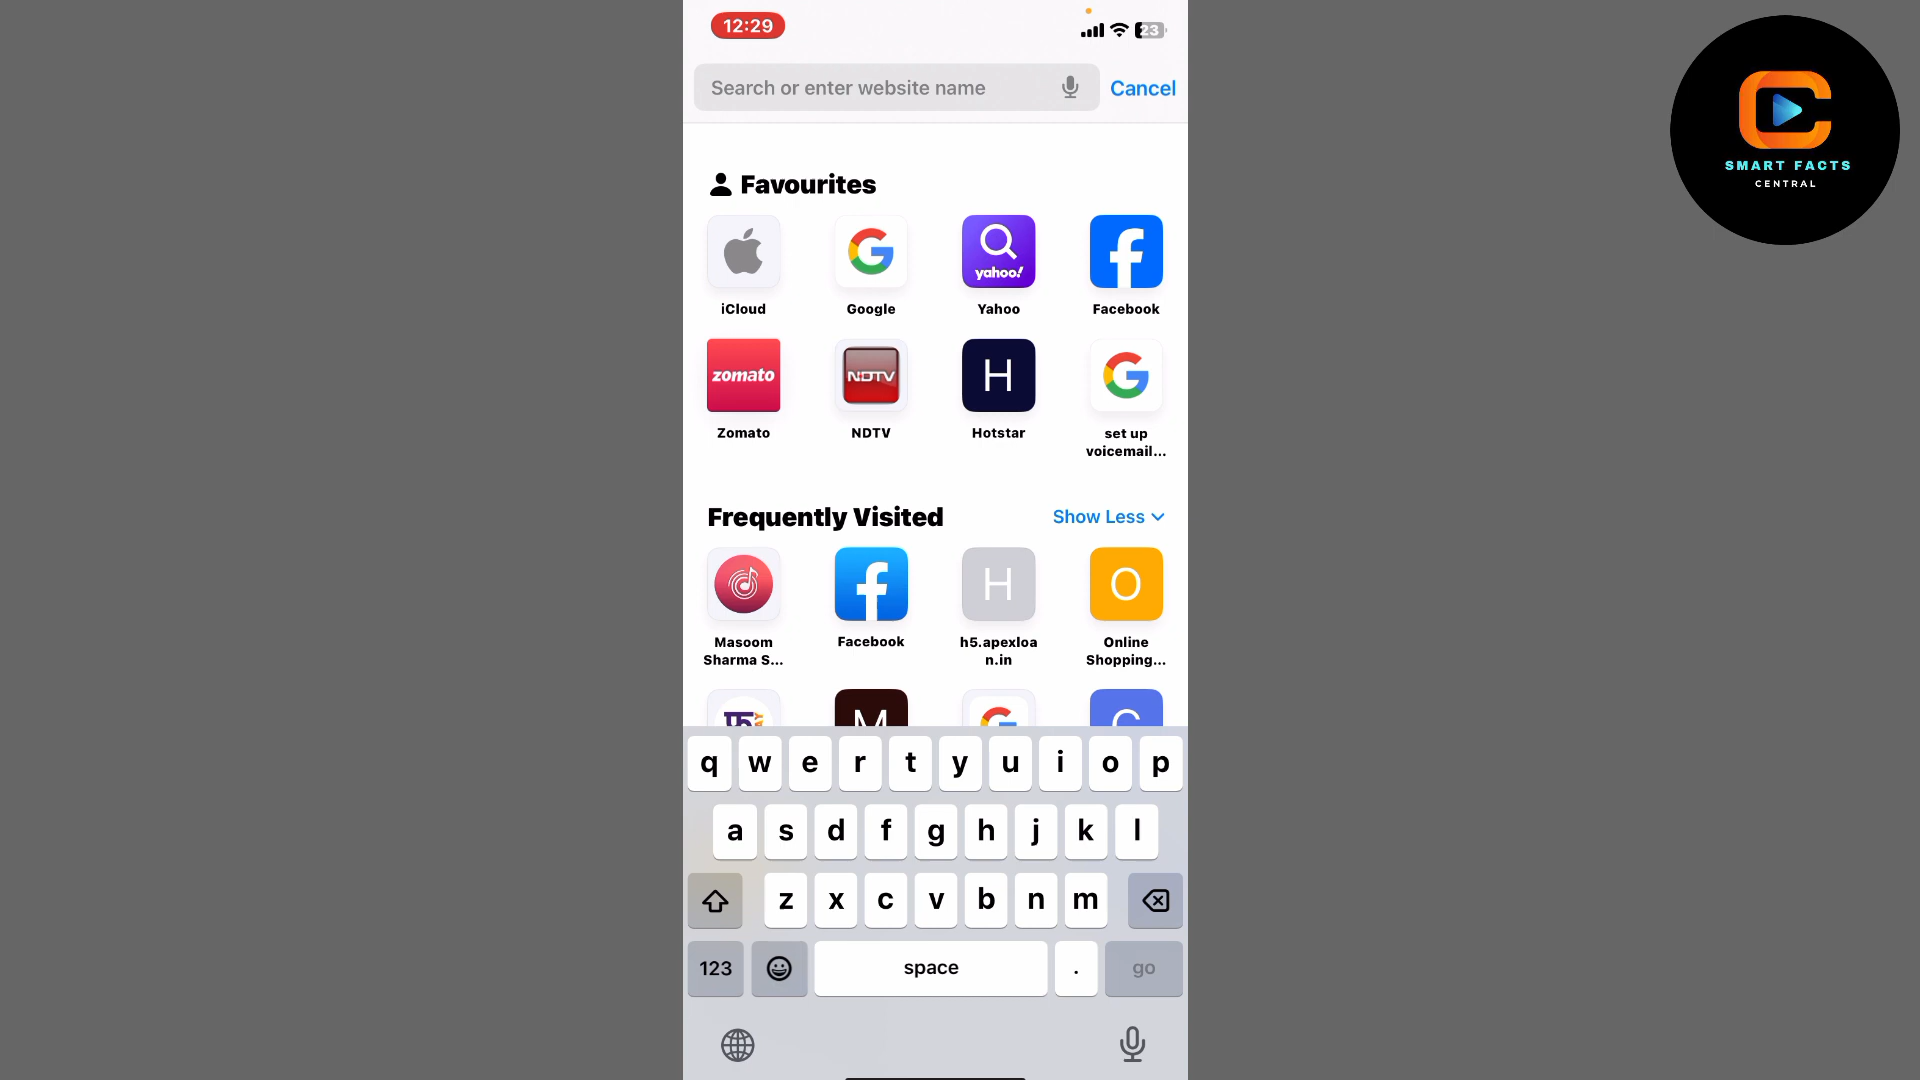 12:29
23
Search or enter website name
Cancel
SMART FACTS
CENTRAL
Favourites
yahoo!
iCloud
Google
Yahoo
Facebook
zomato
NDTV
H
Zomato
NDTV
Hotstar
set up
voicemail...
Frequently Visited
Show Less
H
O
Masoom
Sharma S...
Facebook
h5.apexloa
n.in
Online
Shopping...
M
q w e r t y u i o p
a s d f g h j k l
z x c v b n m
123
space
.
go